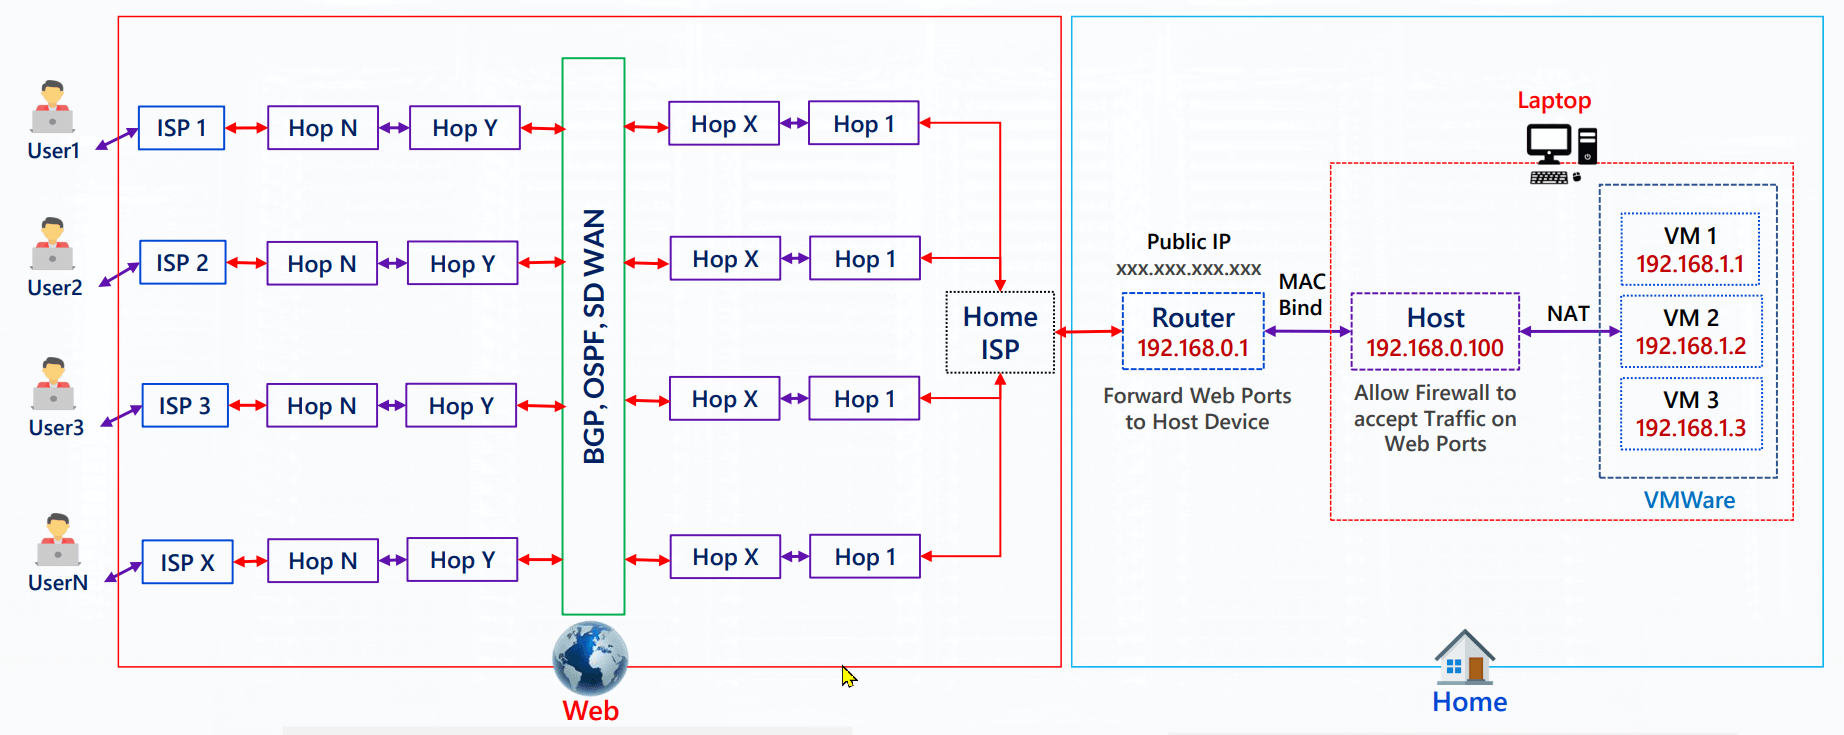 User1
ISP 1
Hop N
Hop Y
Hop X
Hop 1
User2
ISP 2
Hop N
Hop Y
Hop X
Hop 1
User3
ISP 3
Hop N
Hop Y
Hop X
Hop 1
UserN
ISP X
Hop N
Hop Y
Hop X
Hop 1
BGP, OSPF, SD WAN
Web
Home
ISP
Public IP
xxx.xxx.xxx.xxx
Router
192.168.0.1
Forward Web Ports
to Host Device
MAC
Bind
Laptop
Host
192.168.0.100
Allow Firewall to
accept Traffic on
Web Ports
NAT
VM 1
192.168.1.1
VM 2
192.168.1.2
VM 3
192.168.1.3
VMWare
Home